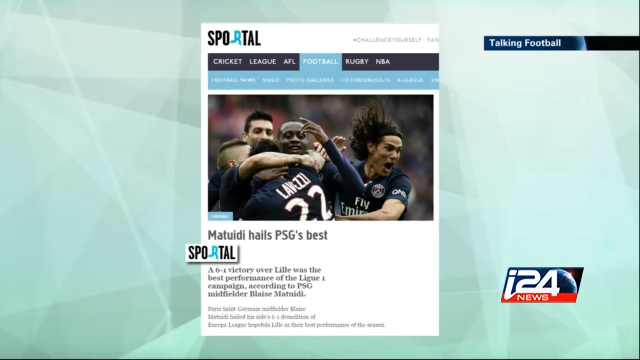 SPORTAL
#CHALLENGEYOURSELF FAN
Talking Football
CRICKET LEAGUE AFL FOOTBALL RUGBY NBA
FOOTBALL NEWS VIDEO PHOTO GALLERIES FIXTURES/RESULTS A-LEAGUE
LAVEZZI
22
Fly
Emirates
FOOTBALL
Matuidi hails PSG's best
SPORTAL
A 6-1 victory over Lille was the
best performance of the Ligue 1
campaign, according to PSG
midfielder Blaise Matuidi.
Paris Saint-Germain midfielder Blaise
Matuidi hailed his side's 6-1 demolition of
Europa League hopefuls Lille as their best performance of the season.
i24
NEWS